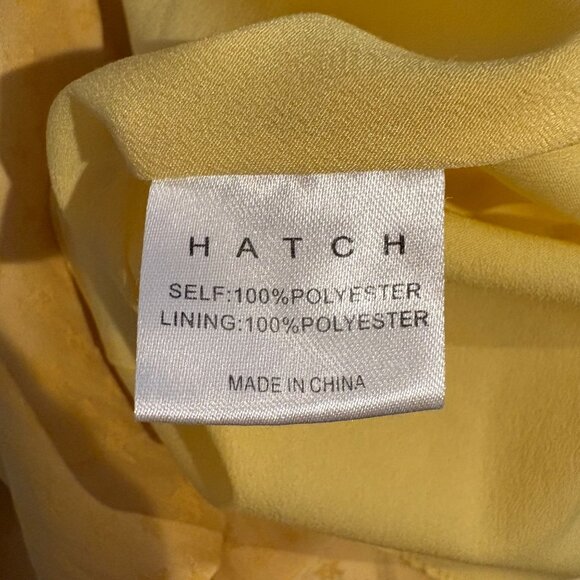 HATCH
SELF:100%POLYESTER
LINING:100%POLYESTER
MADE IN CHINA